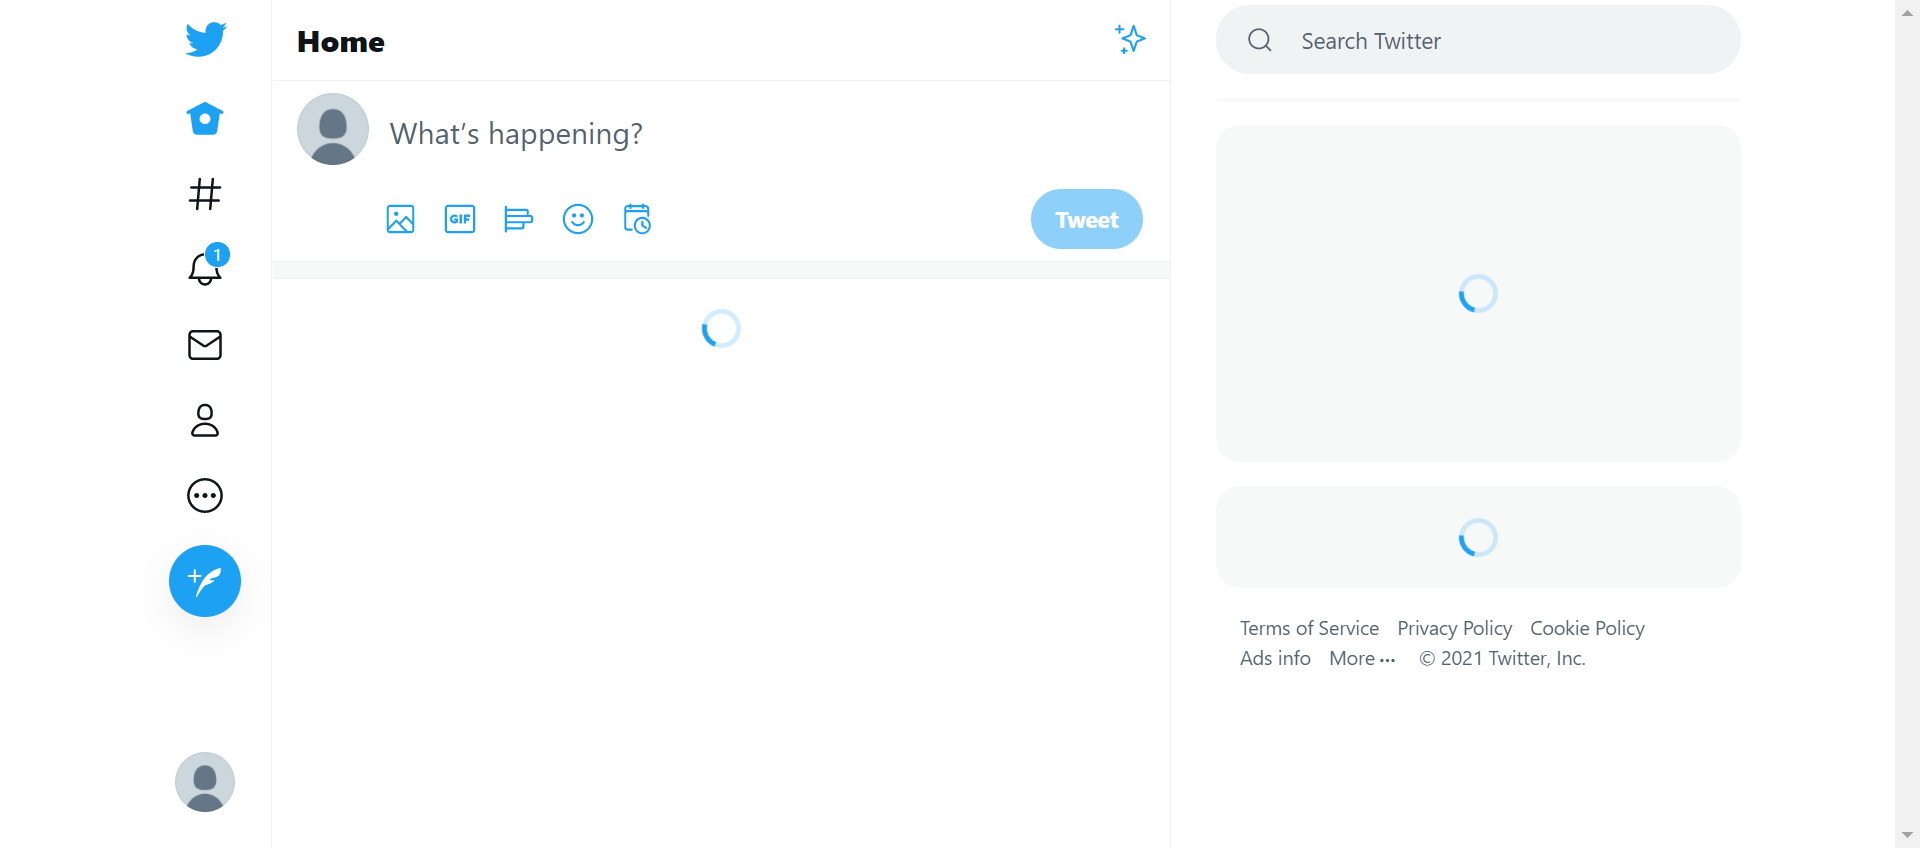 Home
What's happening?
GIF
Tweet
1
Search Twitter
Terms of Service Privacy Policy Cookie Policy
Ads info More ··· © 2021 Twitter, Inc.